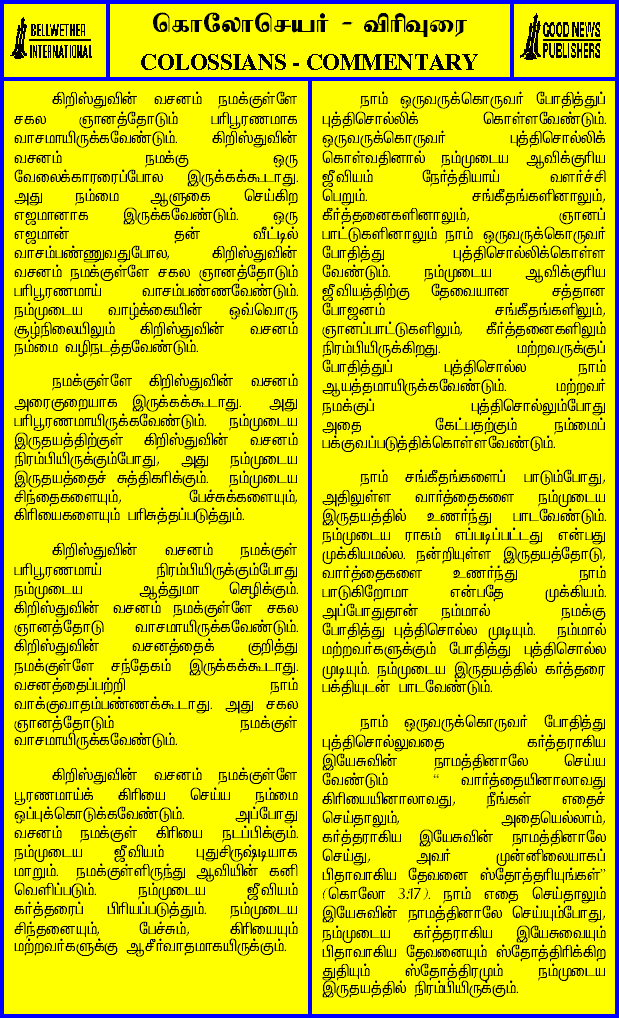 BELLWETHER
INTERNATIONAL
கொலோசெயர் - விரிவுரை
COLOSSIANS - COMMENTARY
GOOD NEWS
PUBLISHERS
கிறிஸ்துவின் வசனம் நமக்குள்ளே
சகல ஞானத்தோடும் பரிபூரணமாக
வாசமாயிருக்கவேண்டும். கிறிஸ்துவின்
வசனம் நமக்கு ஒரு
வேலைக்காரரைப்போல இருக்கக்கூடாது.
அது நம்மை ஆளுகை செய்கிற
எஜமானாக இருக்கவேண்டும். ஒரு
எஜமான் தன் வீட்டில்
வாசம்பண்ணுவதுபோல, கிறிஸ்துவின்
வசனம் நமக்குள்ளே சகல ஞானத்தோடும்
பரிபூரணமாய் வாசம்பண்ணவேண்டும்.
நம்முடைய வாழ்க்கையின் ஒவ்வொரு
சூழ்நிலையிலும் கிறிஸ்துவின் வசனம்
நம்மை வழிநடத்தவேண்டும்.
நமக்குள்ளே கிறிஸ்துவின் வசனம்
அரைகுறையாக இருக்கக்கூடாது. அது
பரிபூரணமாயிருக்கவேண்டும். நம்முடைய
இருதயத்திற்குள் கிறிஸ்துவின் வசனம்
நிரம்பியிருக்கும்போது, அது நம்முடைய
இருதயத்தைச் சுத்திகரிக்கும். நம்முடைய
சிந்தைகளையும், பேச்சுக்களையும்,
கிரியைகளையும் பரிசுத்தப்படுத்தும்.
கிறிஸ்துவின் வசனம் நமக்குள்
பரிபூரணமாய் நிரம்பியிருக்கும்போது
நம்முடைய ஆத்துமா செழிக்கும்.
கிறிஸ்துவின் வசனம் நமக்குள்ளே சகல
ஞானத்தோடு வாசமாயிருக்கவேண்டும்.
கிறிஸ்துவின் வசனத்தைக் குறித்து
நமக்குள்ளே சந்தேகம் இருக்கக்கூடாது.
வசனத்தைப்பற்றி நாம்
வாக்குவாதம்பண்ணக்கூடாது. அது சகல
ஞானத்தோடும் நமக்குள்
வாசமாயிருக்கவேண்டும்.
கிறிஸ்துவின் வசனம் நமக்குள்ளே
பூரணமாய்க் கிரியை செய்ய நம்மை
ஒப்புக்கொடுக்கவேண்டும். அப்போது
வசனம் நமக்குள் கிரியை நடப்பிக்கும்.
நம்முடைய ஜீவியம் புதுசிருஷ்டியாக
மாறும். நமக்குள்ளிருந்து ஆவியின் கனி
வெளிப்படும். நம்முடைய ஜீவியம்
கர்த்தரைப் பிரியப்படுத்தும். நம்முடைய
சிந்தனையும், பேச்சும், கிரியையும்
மற்றவர்களுக்கு ஆசீர்வாதமாகயிருக்கும்.
நாம் ஒருவருக்கொருவர் போதித்துப்
புத்திசொல்லிக் கொள்ளவேண்டும்.
ஒருவருக்கொருவர் புத்திசொல்லிக்
கொள்வதினால் நம்முடைய ஆவிக்குரிய
ஜீவியம் நேர்த்தியாய் வளர்ச்சி
பெறும். சங்கீதங்களினாலும்,
கீர்த்தனைகளினாலும், ஞானப்
பாட்டுகளினாலும் நாம் ஒருவருக்கொருவர்
போதித்து புத்திசொல்லிக்கொள்ள
வேண்டும். நம்முடைய ஆவிக்குரிய
ஜீவியத்திற்கு தேவையான சத்தான
போஜனம் சங்கீதங்களிலும்,
ஞானப்பாட்டுகளிலும், கீர்த்தனைகளிலும்
நிரம்பியிருக்கிறது. மற்றவருக்குப்
போதித்துப் புத்திசொல்ல நாம்
ஆயத்தமாயிருக்கவேண்டும். மற்றவர்
நமக்குப் புத்திசொல்லும்போது
அதை கேட்பதற்கும் நம்மைப்
பக்குவப்படுத்திக்கொள்ளவேண்டும்.
நாம் சங்கீதங்களைப் பாடும்போது,
அதிலுள்ள வார்த்தைகளை நம்முடைய
இருதயத்தில் உணர்ந்து பாடவேண்டும்.
நம்முடைய ராகம் எப்படிப்பட்டது என்பது
முக்கியமல்ல. நன்றியுள்ள இருதயத்தோடு,
வார்த்தைகளை உணர்ந்து நாம்
பாடுகிறோமா என்பதே முக்கியம்.
அப்போதுதான் நம்மால் நமக்கு
போதித்து புத்திசொல்ல முடியும். நம்மால்
மற்றவர்களுக்கும் போதித்து புத்திசொல்ல
முடியும். நம்முடைய இருதயத்தில் கர்த்தரை
பக்தியுடன் பாடவேண்டும்.
நாம் ஒருவருக்கொருவர் போதித்து
புத்திசொல்லுவதை கர்த்தராகிய
இயேசுவின் நாமத்தினாலே செய்ய
வேண்டும் “ வார்த்தையினாலாவது
கிரியையினாலாவது, நீங்கள் எதைச்
செய்தாலும், அதையெல்லாம்,
கர்த்தராகிய இயேசுவின் நாமத்தினாலே
செய்து, அவர் முன்னிலையாகப்
பிதாவாகிய தேவனை ஸ்தோத்தரியுங்கள்”
(கொலோ 3:17). நாம் எதை செய்தாலும்
இயேசுவின் நாமத்தினாலே செய்யும்போது,
நம்முடைய கர்த்தராகிய இயேசுவையும்
பிதாவாகிய தேவனையும் ஸ்தோத்திரிக்கிற
துதியும் ஸ்தோத்திரமும் நம்முடைய
இருதயத்தில் நிரம்பியிருக்கும்.